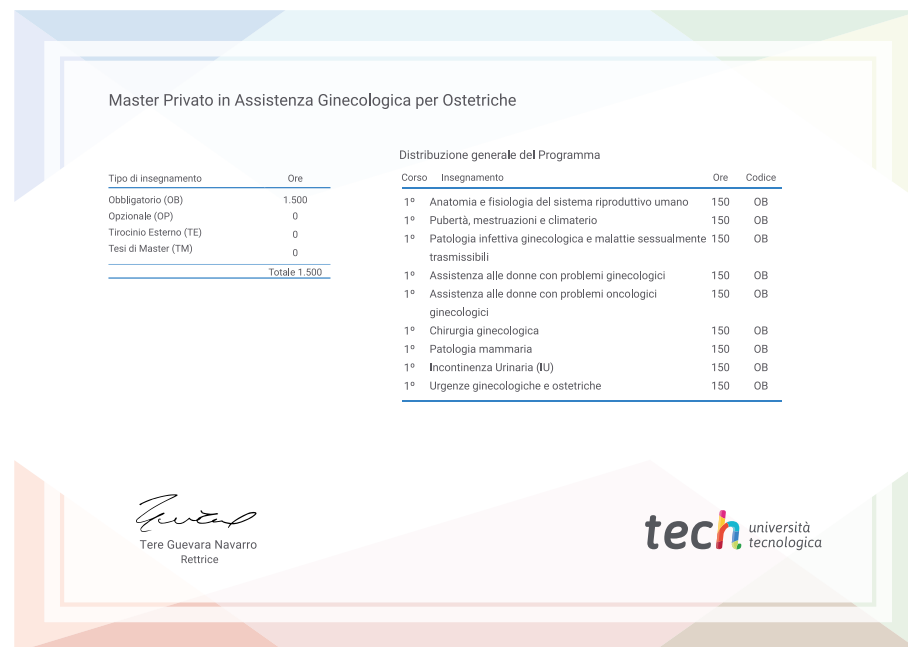 Master Privato in Assistenza Ginecologica per Ostetriche
Tipo di insegnamento Ore
Obbligatorio (OB) 1.500
Opzionale (OP) 0
Tirocinio Esterno (TE) 0
Tesi di Master (TM) 0
Totale 1.500
Distribuzione generale del Programma
Corso Insegnamento Ore Codice
1º Anatomia e fisiologia del sistema riproduttivo umano 150 OB
1º Pubertà, mestruazioni e climaterio 150 OB
1º Patologia infettiva ginecologica e malattie sessualmente 150 OB
trasmissibili
1º Assistenza alle donne con problemi ginecologici 150 OB
1º Assistenza alle donne con problemi oncologici 150 OB
ginecologici
1º Chirurgia ginecologica 150 OB
1º Patologia mammaria 150 OB
1º Incontinenza Urinaria (IU) 150 OB
1º Urgenze ginecologiche e ostetriche 150 OB
Tere Guevara Navarro
Rettrice
tech università
tecnologica